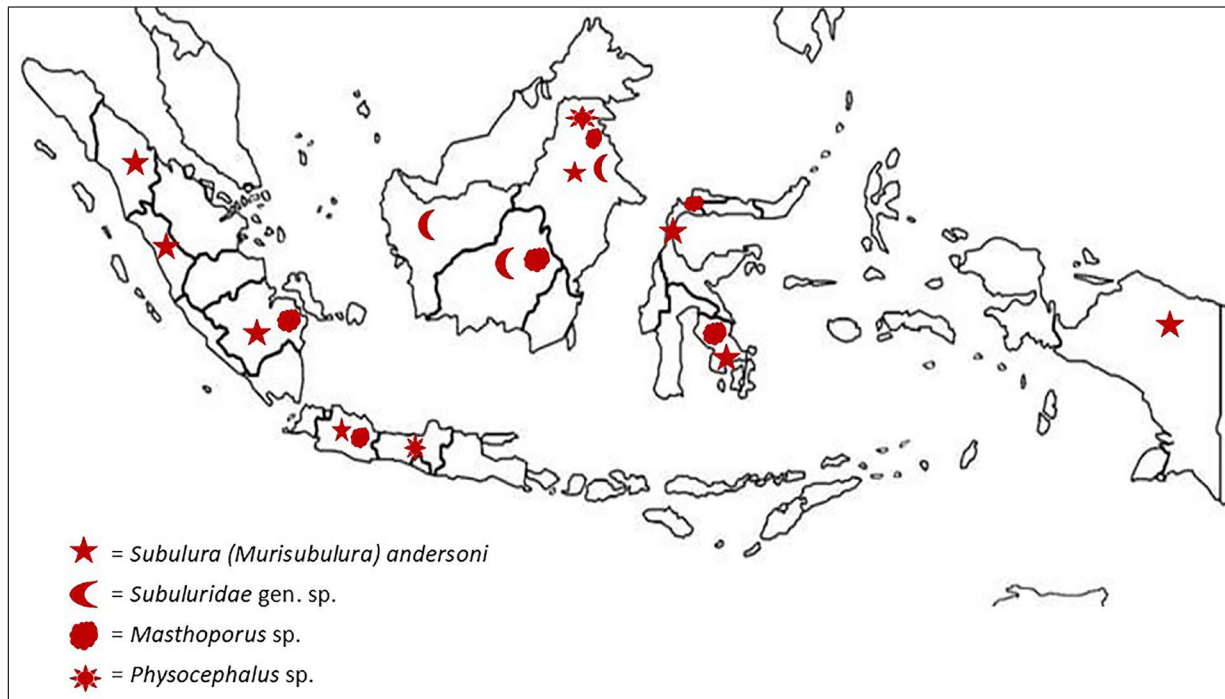 = Subulura (Murisubulura) andersoni
= Subuluridae gen. sp.
= Masthoporus sp.
= Physocephalus sp.